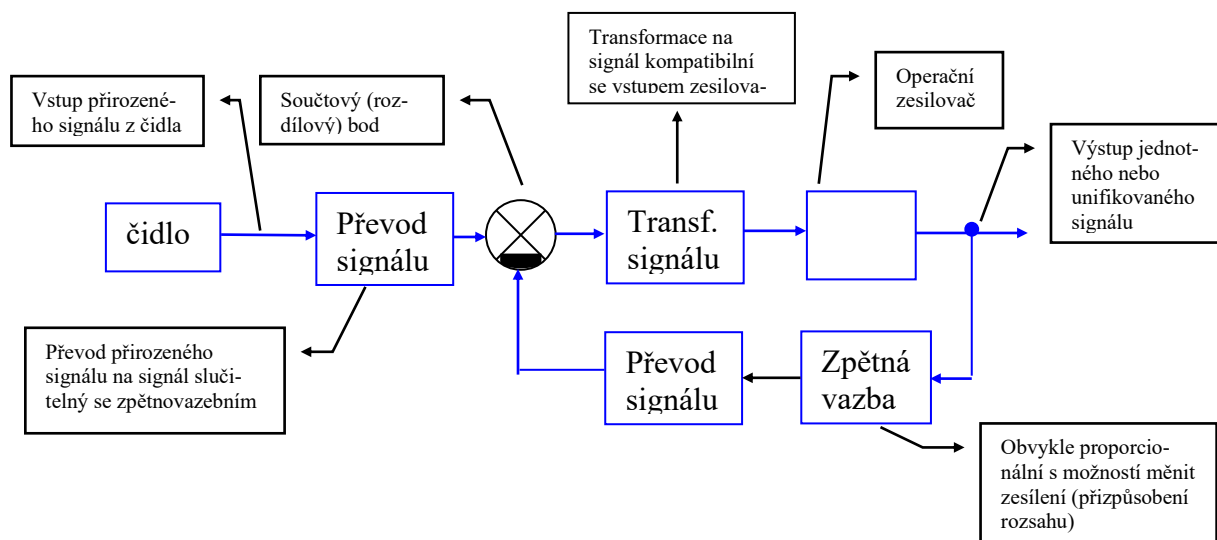 Transformace na
signál kompatibilní
se vstupem zesilova-
Operační
zesilovač
Vstup přirozené-
ho signálu z čidla
Součtový (roz-
dílový) bod
Výstup jednot-
ného nebo
unifikovaného
signálu
čidlo
Převod
signálu
Transf.
signálu
Převod přirozeného
signálu na signál sluči-
telný se zpětnovazebním
Převod
signálu
Zpětná
vazba
Obvykle proporcio-
nální s možností měnit
zesílení (přizpůsobení
rozsahu)